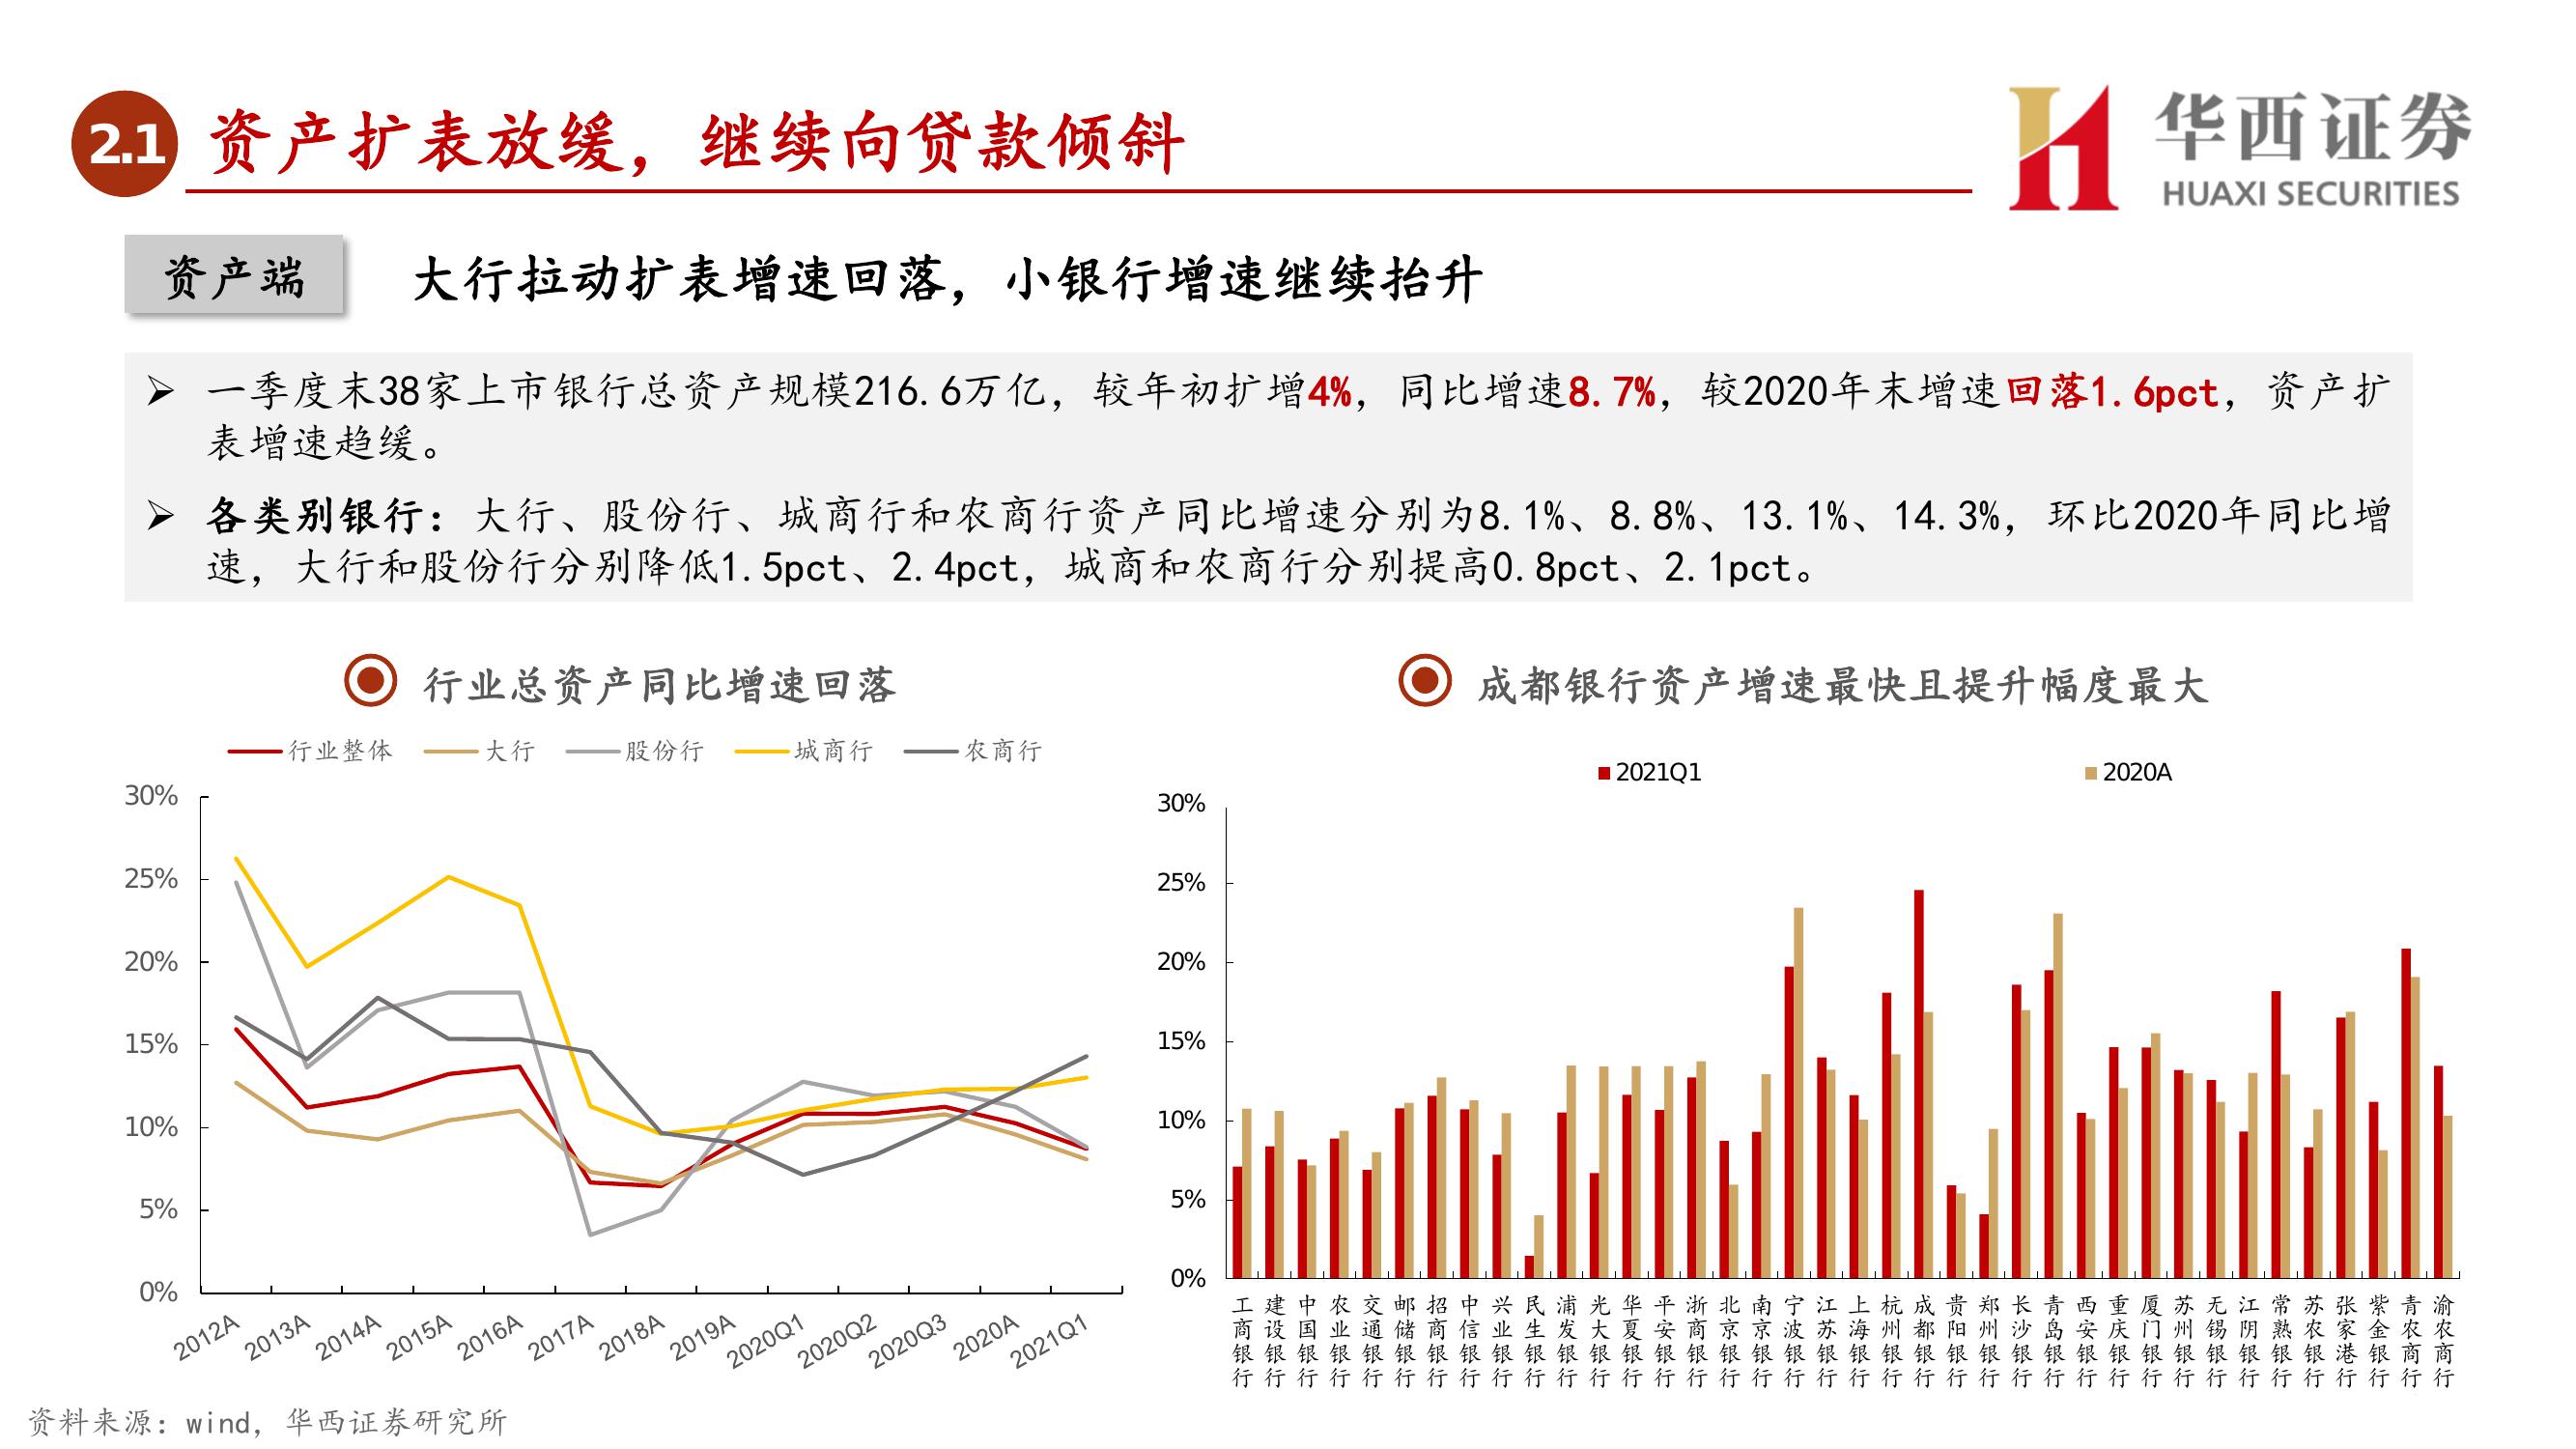 2.1 资产扩表放缓，继续向贷款倾斜
华西证券
HUAXI SECURITIES
资产端 大行拉动扩表增速回落，小银行增速继续抬升
➢ 一季度末38家上市银行总资产规模216.6万亿，较年初扩增4%，同比增速8.7%，较2020年末增速回落1.6pct，资产扩
表增速趋缓。
➢ 各类别银行：大行、股份行、城商行和农商行资产同比增速分别为8.1%、8.8%、13.1%、14.3%，环比2020年同比增
速，大行和股份行分别降低1.5pct、2.4pct，城商和农商行分别提高0.8pct、2.1pct。
行业总资产同比增速回落
行业整体 大行 股份行 城商行 农商行
30%
25%
20%
15%
10%
5%
0%
2012A 2013A 2014A 2015A 2016A 2017A 2018A 2019A 2020Q1 2020Q2 2020Q3 2020A 2021Q1
成都银行资产增速最快且提升幅度最大
2021Q1 2020A
30%
25%
20%
15%
10%
5%
0%
工商银行 建设银行 中国银行 农业银行 交通银行 邮储银行 招商银行 中信银行 兴业银行 民生银行 浦发银行 光大银行 华夏银行 平安银行 浙商银行 北京银行 南京银行 宁波银行 江苏银行 上海银行 杭州银行 成都银行 贵阳银行 郑州银行 长沙银行 青岛银行 西安银行 重庆银行 厦门银行 苏州银行 无锡银行 江阴银行 常熟银行 苏农银行 张家港行 紫金银行 青农商行 渝农商行
资料来源：wind，华西证券研究所